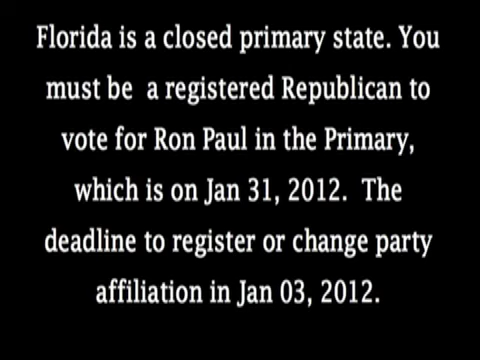 Florida is a closed primary state. You
must be  a registered Republican to
vote for Ron Paul in the Primary,
which is on Jan 31, 2012.  The
deadline to register or change party
affiliation in Jan 03, 2012.